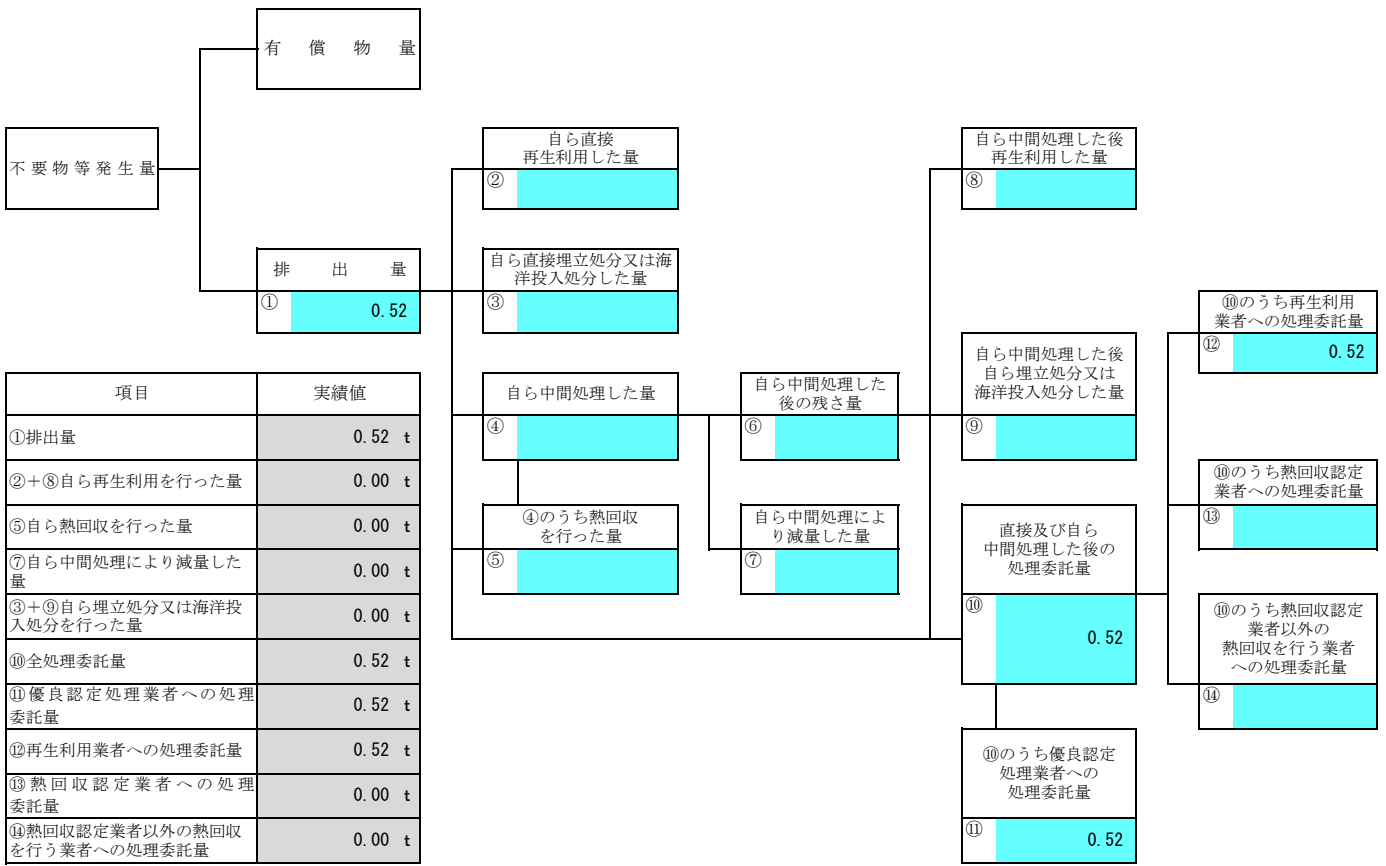 有償物量
不要物等発生量
自ら直接
再生利用した量
②
自ら中間処理した後
再生利用した量
⑧
排出量
① 0.52
自ら直接埋立処分又は海
洋投入処分した量
③
⑩のうち再生利用
業者への処理委託量
⑫ 0.52
自ら中間処理した量
④
自ら中間処理した
後の残さ量
⑥
自ら中間処理した後
自ら埋立処分又は
海洋投入処分した量
⑨
⑩のうち熱回収認定
業者への処理委託量
⑬
④のうち熱回収
を行った量
⑤
自ら中間処理によ
り減量した量
⑦
直接及び自ら
中間処理した後の
処理委託量
⑩ 0.52
⑩のうち熱回収認定
業者以外の
熱回収を行う業者
への処理委託量
⑭
⑩のうち優良認定
処理業者への
処理委託量
⑪ 0.52
項目 実績値
①排出量 0.52 t
②＋⑧自ら再生利用を行った量 0.00 t
⑤自ら熱回収を行った量 0.00 t
⑦自ら中間処理により減量した
量 0.00 t
③＋⑨自ら埋立処分又は海洋投
入処分を行った量 0.00 t
⑩全処理委託量 0.52 t
⑪優良認定処理業者への処理
委託量 0.52 t
⑫再生利用業者への処理委託量 0.52 t
⑬熱回収認定業者への処理
委託量 0.00 t
⑭熱回収認定業者以外の熱回収
を行う業者への処理委託量 0.00 t